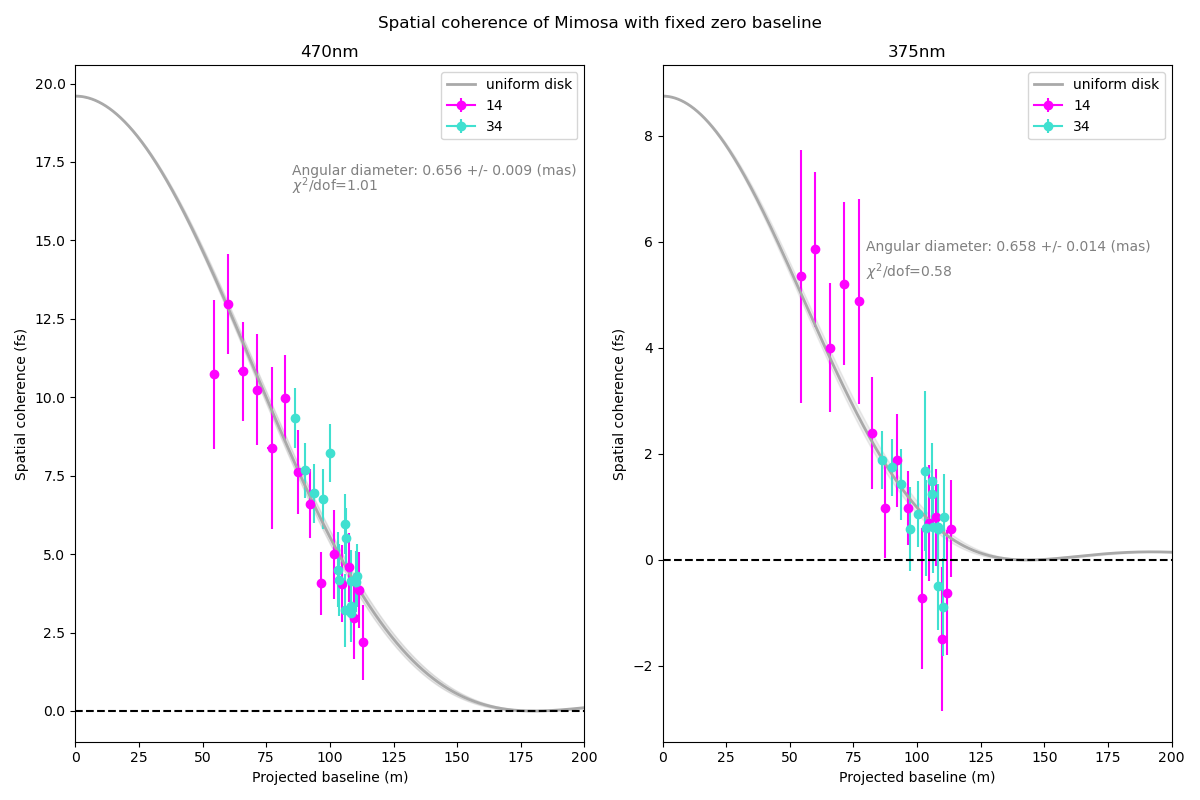 Spatial coherence of Mimosa with fixed zero baseline
470nm
20.0
17.5
15.0
12.5
10.0
7.5
5.0
2.5
0.0
0
25
50
75
100
125
150
175
200
Spatial coherence (fs)
Projected baseline (m)
uniform disk
14
34
Angular diameter: 0.656 +/- 0.009 (mas)
χ²/dof=1.01
375nm
8
6
4
2
0
−2
0
25
50
75
100
125
150
175
200
Spatial coherence (fs)
Projected baseline (m)
uniform disk
14
34
Angular diameter: 0.658 +/- 0.014 (mas)
χ²/dof=0.58